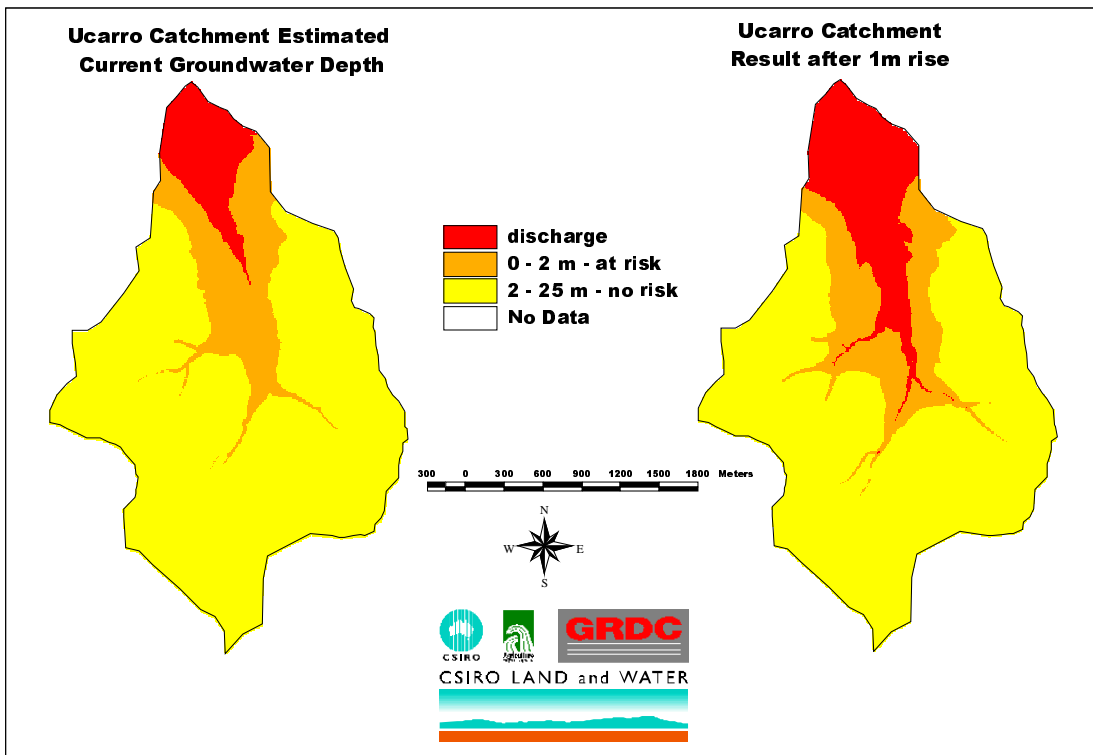 Ucarro Catchment Estimated
Current Groundwater Depth
Ucarro Catchment
Result after 1m rise
discharge
0 - 2 m - at risk
2 - 25 m - no risk
No Data
300 0 300 600 900 1200 1500 1800 Meters
N
W E
S
CSIRO
Agriculture
GRDC
CSIRO LAND and WATER